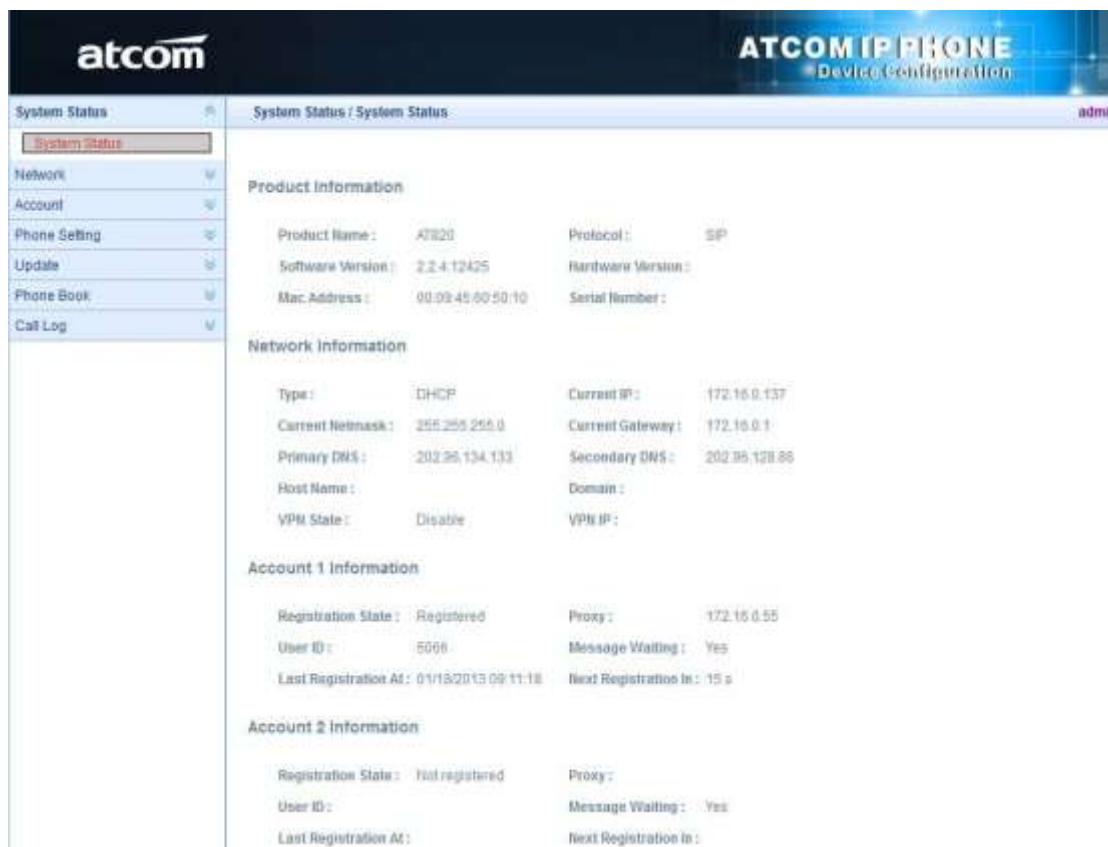 atcom
ATCOM IP PHONE
Device Configuration
System Status
System Status / System Status
System Status
Network
Account
Phone Setting
Update
Phone Book
Call Log
Product Information
Product Name : AT820 Protocol : SIP
Software Version : 2.2.4.12425 Hardware Version :
Mac Address : 00:09:45:60:50:10 Serial Number :
Network Information
Type : DHCP Current IP : 172.16.0.137
Current Netmask : 255.255.255.0 Current Gateway : 172.16.0.1
Primary DNS : 202.96.134.133 Secondary DNS :
Host Name : Domain :
VPN State : Disable VPN IP :
Account 1 Information
Registration State : Registered Proxy : 172.16.0.55
User ID : Message Waiting : Yes
Last Registration At : 01/18/2013 09:11:18 Next Registration In : 15 s
Account 2 Information
Registration State : Not registered Proxy :
User ID : Message Waiting : Yes
Last Registration At : Next Registration In :